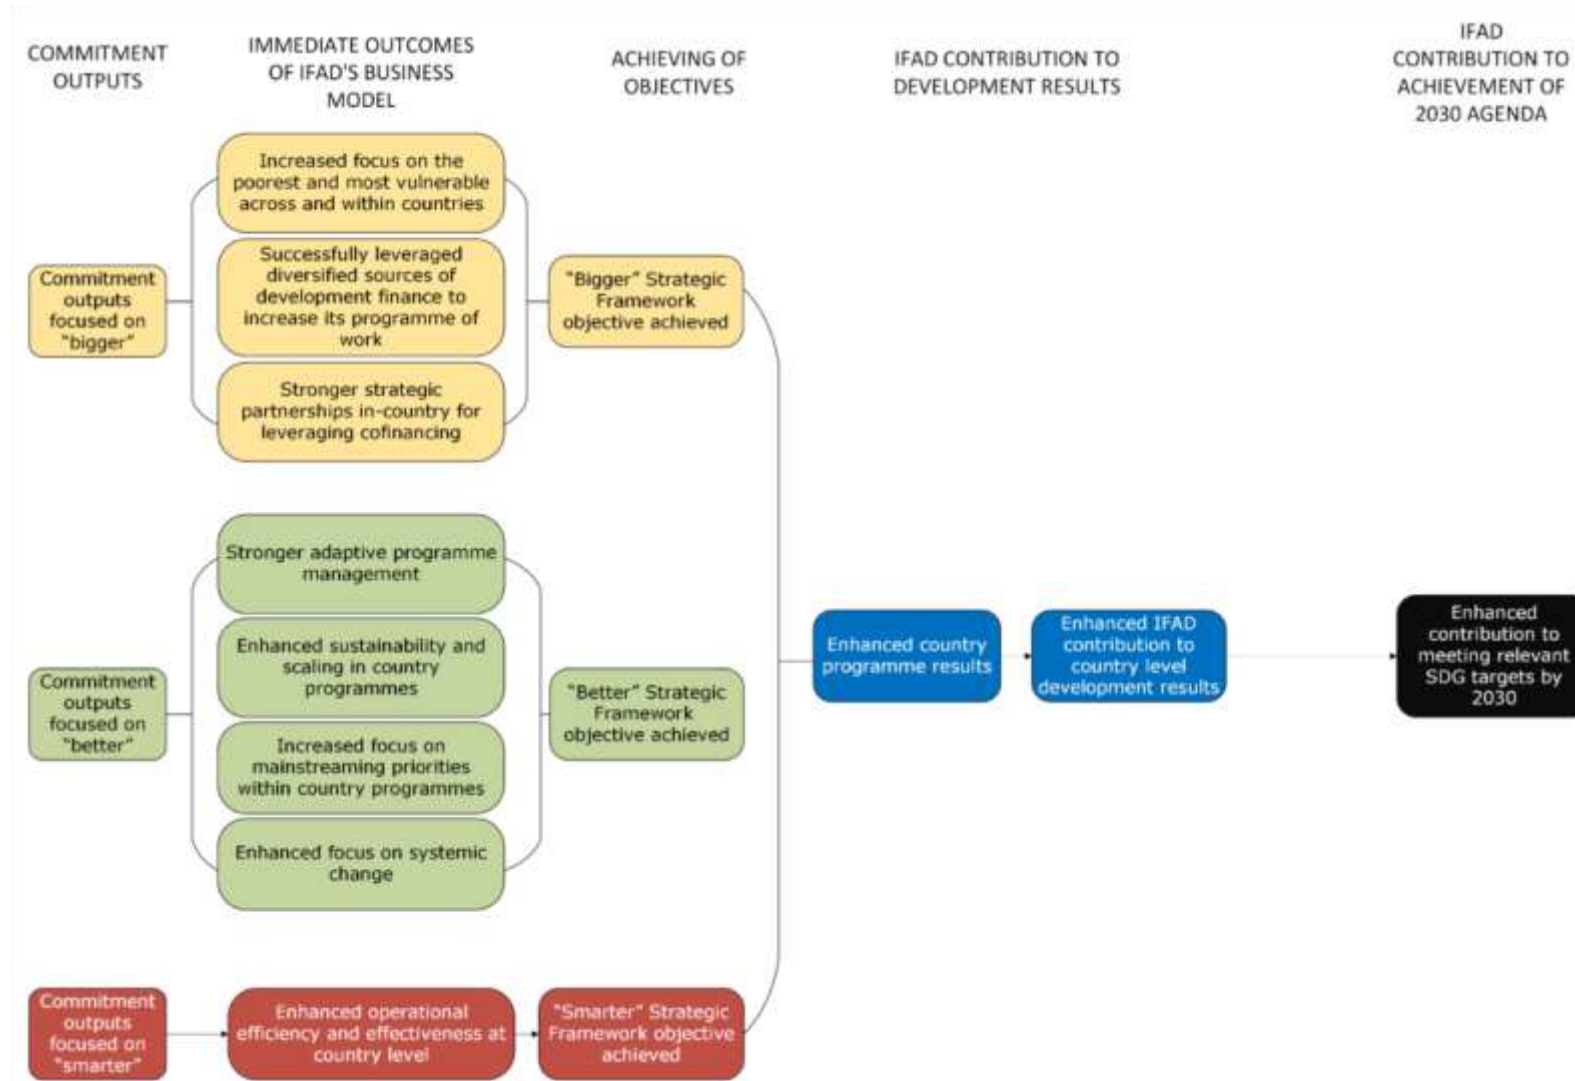 COMMITMENT
OUTPUTS
IMMEDIATE OUTCOMES
OF IFAD'S BUSINESS
MODEL
ACHIEVING OF
OBJECTIVES
IFAD CONTRIBUTION TO
DEVELOPMENT RESULTS
IFAD
CONTRIBUTION TO
ACHIEVEMENT OF
2030 AGENDA
Commitment
outputs
focused on
"bigger"
Increased focus on the
poorest and most vulnerable
across and within countries
Successfully leveraged
diversified sources of
development finance to
increase its programme of
work
Stronger strategic
partnerships in-country for
leveraging cofinancing
"Bigger" Strategic
Framework
objective achieved
Commitment
outputs
focused on
"better"
Stronger adaptive programme
management
Enhanced sustainability and
scaling in country
programmes
Increased focus on
mainstreaming priorities
within country programmes
Enhanced focus on systemic
change
"Better" Strategic
Framework
objective achieved
Commitment
outputs
focused on
"smarter"
Enhanced operational
efficiency and effectiveness at
country level
"Smarter" Strategic
Framework objective
achieved
Enhanced country
programme results
Enhanced IFAD
contribution to
country level
development results
Enhanced
contribution to
meeting relevant
SDG targets by
2030